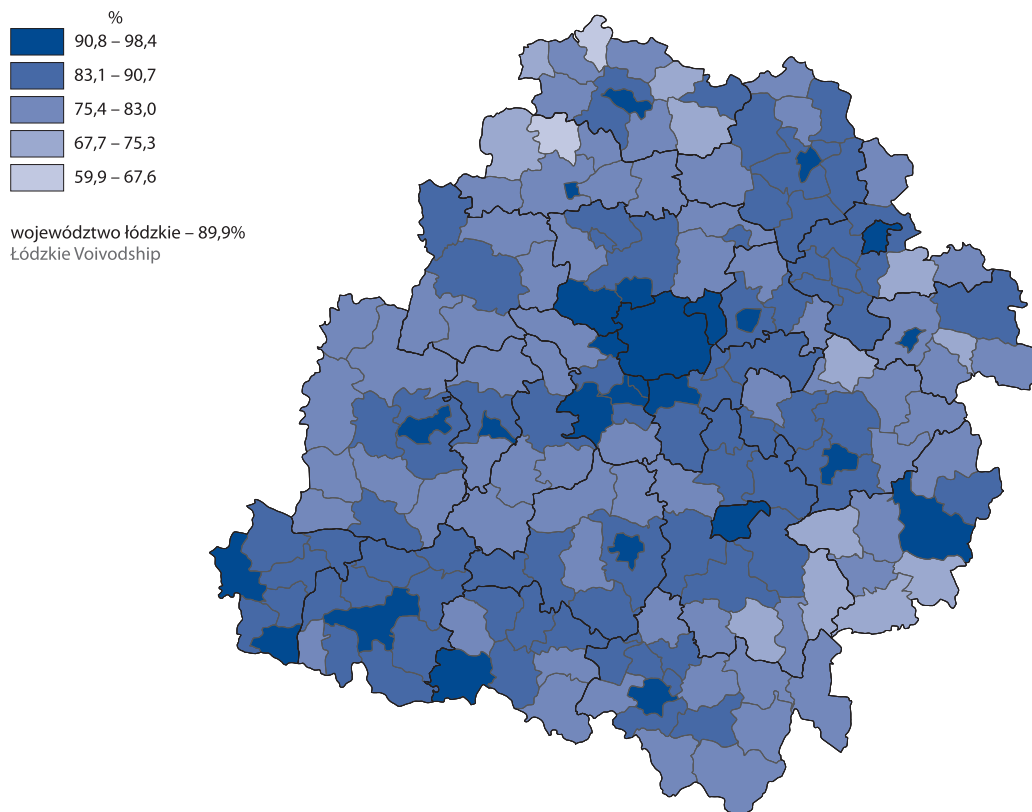 %
90,8 – 98,4
83,1 – 90,7
75,4 – 83,0
67,7 – 75,3
59,9 – 67,6
województwo łódzkie – 89,9%
Łódzkie Voivodship